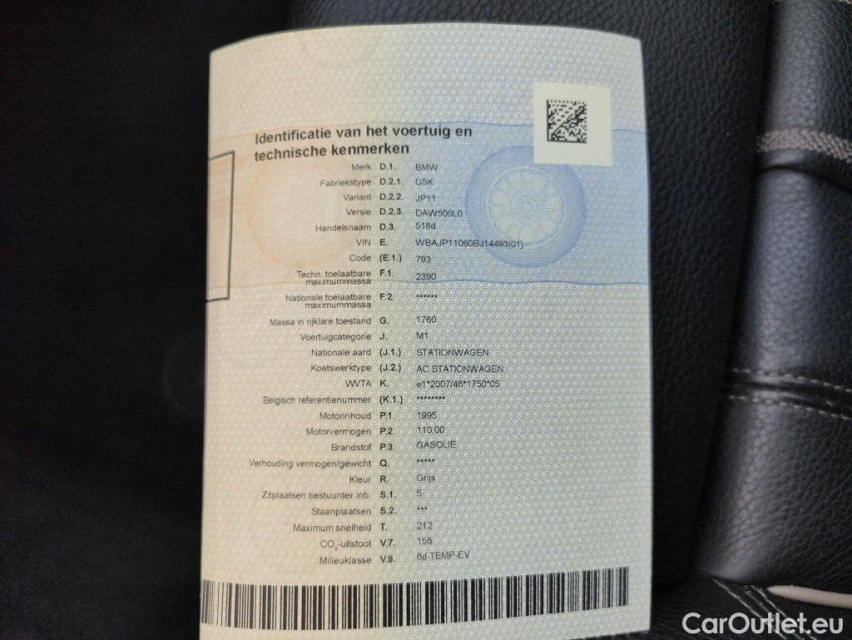 Identificatie van het voertuig en
technische kenmerken
Merk D.1. BMW
Fabriekstype D.2.1. G5K
Variant D.2.2. JP11
Versie D.2.3. DAW500L0
Handelsnaam D.3. 518d
VIN E. WBAJP11060BJ14493(01)
Code (E.1.) 793
Techn. toelaatbare F.1. 2390
maximummassa
Nationale toelaatbare F.2. ******
maximummassa
Massa in rijklare toestand G. 1760
Voertuigcategorie J. M1
Nationale aard (J.1.) STATIONWAGEN
Koetswerktype (J.2.) AC STATIONWAGEN
WVTA K. e1*2007/46*1750*05
Belgisch referentienummer (K.1.) ********
Motorinhoud P.1. 1995
Motorvermogen P.2. 110.00
Brandstof P.3. GASOLIE
Verhouding vermogen/gewicht Q. *****
Kleur R. Grijs
Zitplaatsen bestuurder inb. S.1. 5
Staanplaatsen S.2. ***
Maximum snelheid T. 212
CO₂-uitstoot V.7. 156
Milieuklasse V.9. 6d-TEMP-EV
CarOutlet.eu